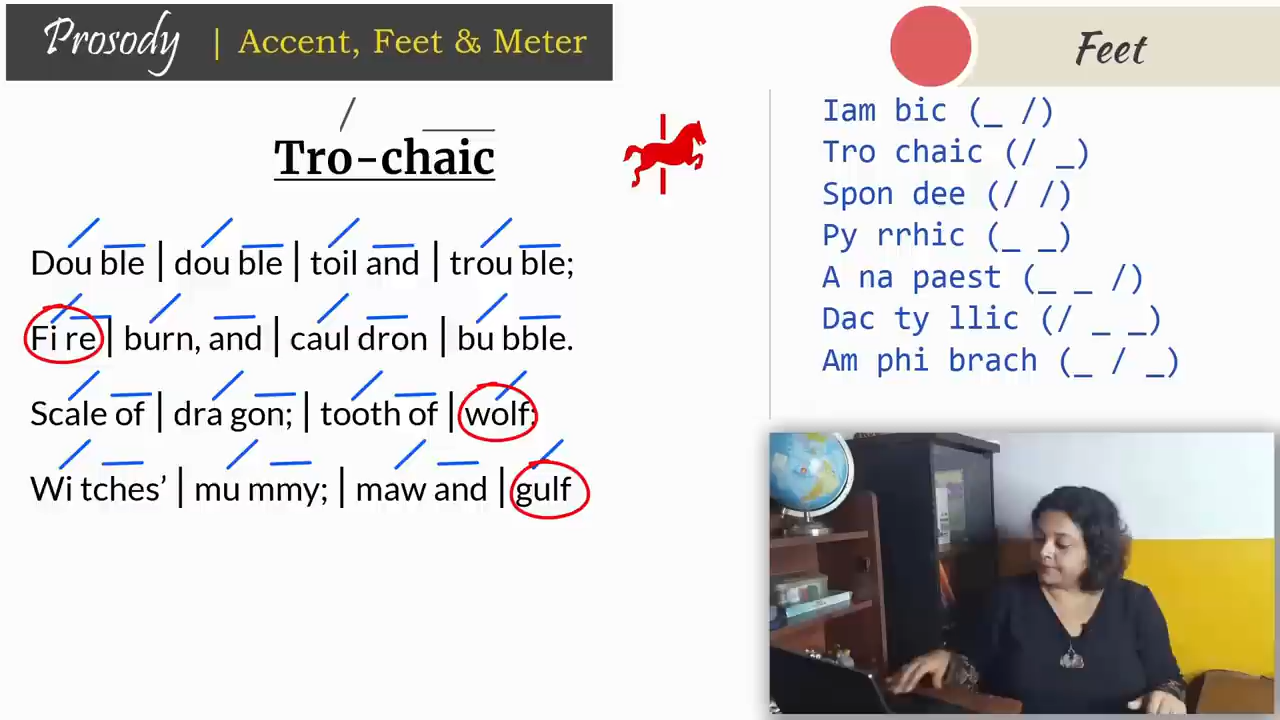 Prosody | Accent, Feet & Meter
Feet
Tro-chaic
Dou ble | dou ble | toil and | trou ble;
Fi re | burn, and | caul dron | bu bble.
Scale of | dra gon; | tooth of | wolf;
Wi tches’ | mu mmy; | maw and | gulf
Iam bic (_ /)
Tro chaic (/ _)
Spon dee (/ /)
Py rrhic (_ _)
A na paest (_ _ /)
Dac ty llic (/ _ _)
Am phi brach (_ / _)